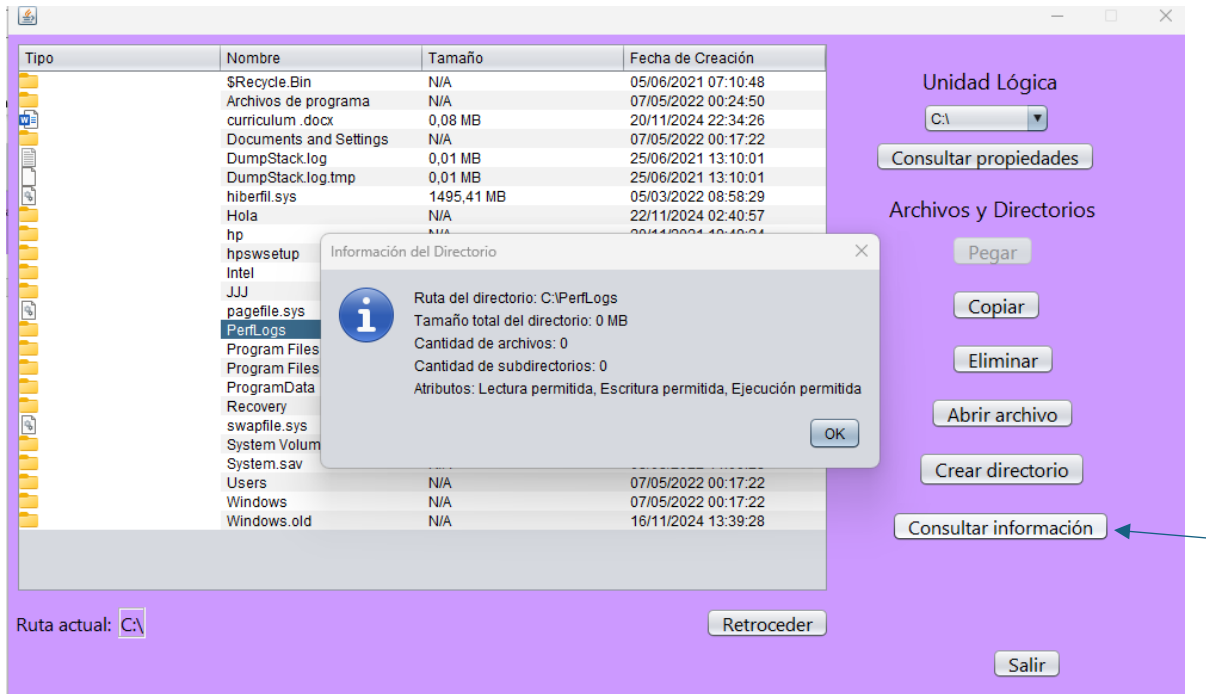 Tipo Nombre Tamaño Fecha de Creación
$Recycle.Bin N/A 05/06/2021 07:10:48
Archivos de programa N/A 07/05/2022 00:24:50
curriculum .docx 0,08 MB 20/11/2024 22:34:26
Documents and Settings N/A 07/05/2022 00:17:22
DumpStack.log 0,01 MB 25/06/2021 13:10:01
DumpStack.log.tmp 0,01 MB 25/06/2021 13:10:01
hiberfil.sys 1495,41 MB 05/03/2022 08:58:29
Hola N/A 22/11/2024 02:40:57
hp
hpswsetup
Intel
JJJ
pagefile.sys
PerfLogs
Program Files
Program Files
ProgramData
Recovery
swapfile.sys
System Volum
System.sav
Users N/A 07/05/2022 00:17:22
Windows N/A 07/05/2022 00:17:22
Windows.old N/A 16/11/2024 13:39:28
Información del Directorio
Ruta del directorio: C:\PerfLogs
Tamaño total del directorio: 0 MB
Cantidad de archivos: 0
Cantidad de subdirectorios: 0
Atributos: Lectura permitida, Escritura permitida, Ejecución permitida
OK
Unidad Lógica
C:\
Consultar propiedades
Archivos y Directorios
Pegar
Copiar
Eliminar
Abrir archivo
Crear directorio
Consultar información
Ruta actual: C:\
Retroceder
Salir